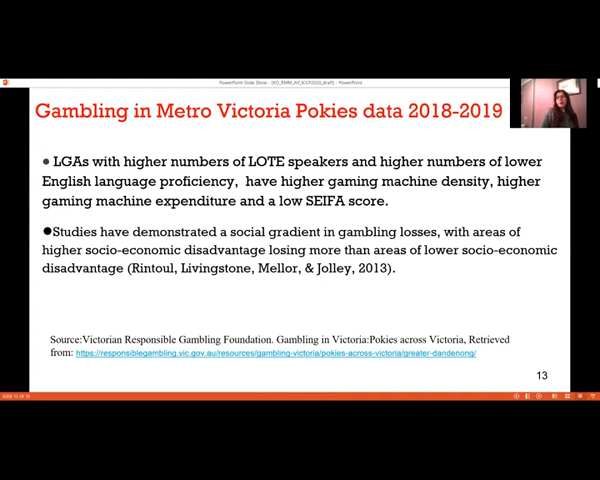 PowerPoint Slide Show - [KD_RMM_AV_ICCP2020_draft] - PowerPoint
Gambling in Metro Victoria Pokies data 2018-2019
● LGAs with higher numbers of LOTE speakers and higher numbers of lower
English language proficiency, have higher gaming machine density, higher
gaming machine expenditure and a low SEIFA score.
●Studies have demonstrated a social gradient in gambling losses, with areas of
higher socio-economic disadvantage losing more than areas of lower socio-economic
disadvantage (Rintoul, Livingstone, Mellor, & Jolley, 2013).
Source:Victorian Responsible Gambling Foundation. Gambling in Victoria:Pokies across Victoria, Retrieved
from: https://responsiblegambling.vic.gov.au/resources/gambling-victoria/pokies-across-victoria/greater-dandenong/
13